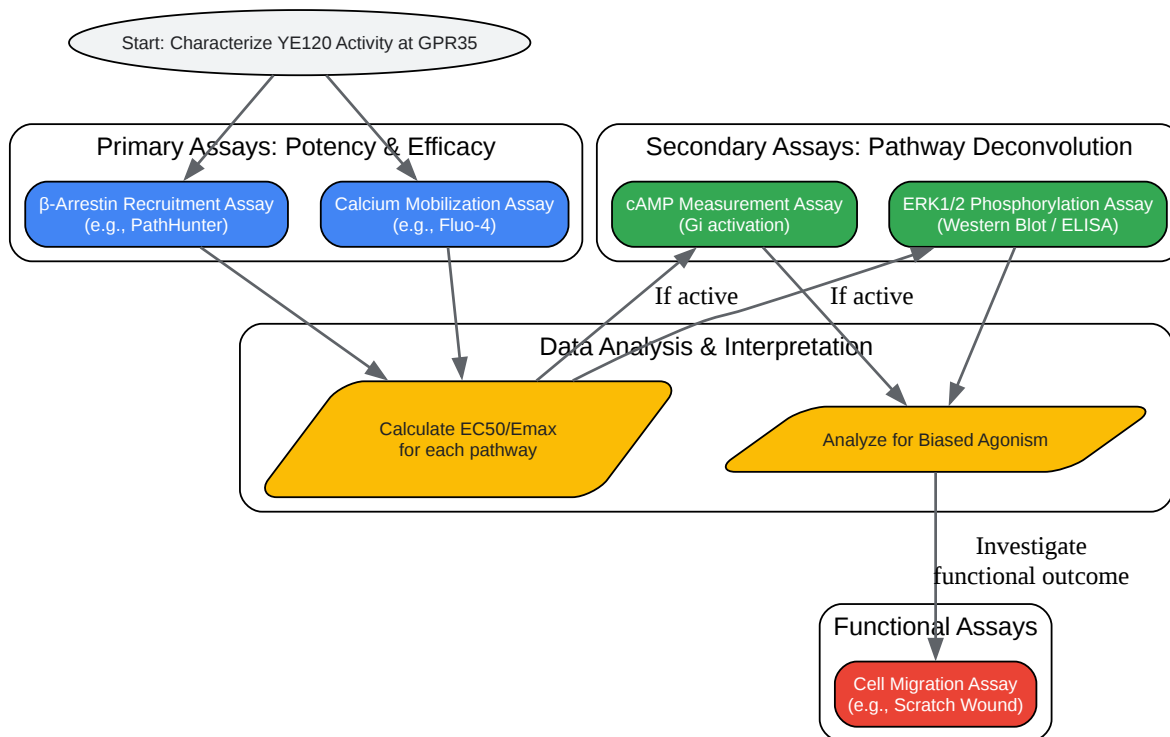 Start: Characterize YE120 Activity at GPR35
Primary Assays: Potency & Efficacy
β-Arrestin Recruitment Assay
(e.g., PathHunter)
Calcium Mobilization Assay
(e.g., Fluo-4)
Secondary Assays: Pathway Deconvolution
cAMP Measurement Assay
(Gi activation)
ERK1/2 Phosphorylation Assay
(Western Blot / ELISA)
If active
If active
Data Analysis & Interpretation
Calculate EC50/Emax
for each pathway
Analyze for Biased Agonism
Investigate
functional outcome
Functional Assays
Cell Migration Assay
(e.g., Scratch Wound)